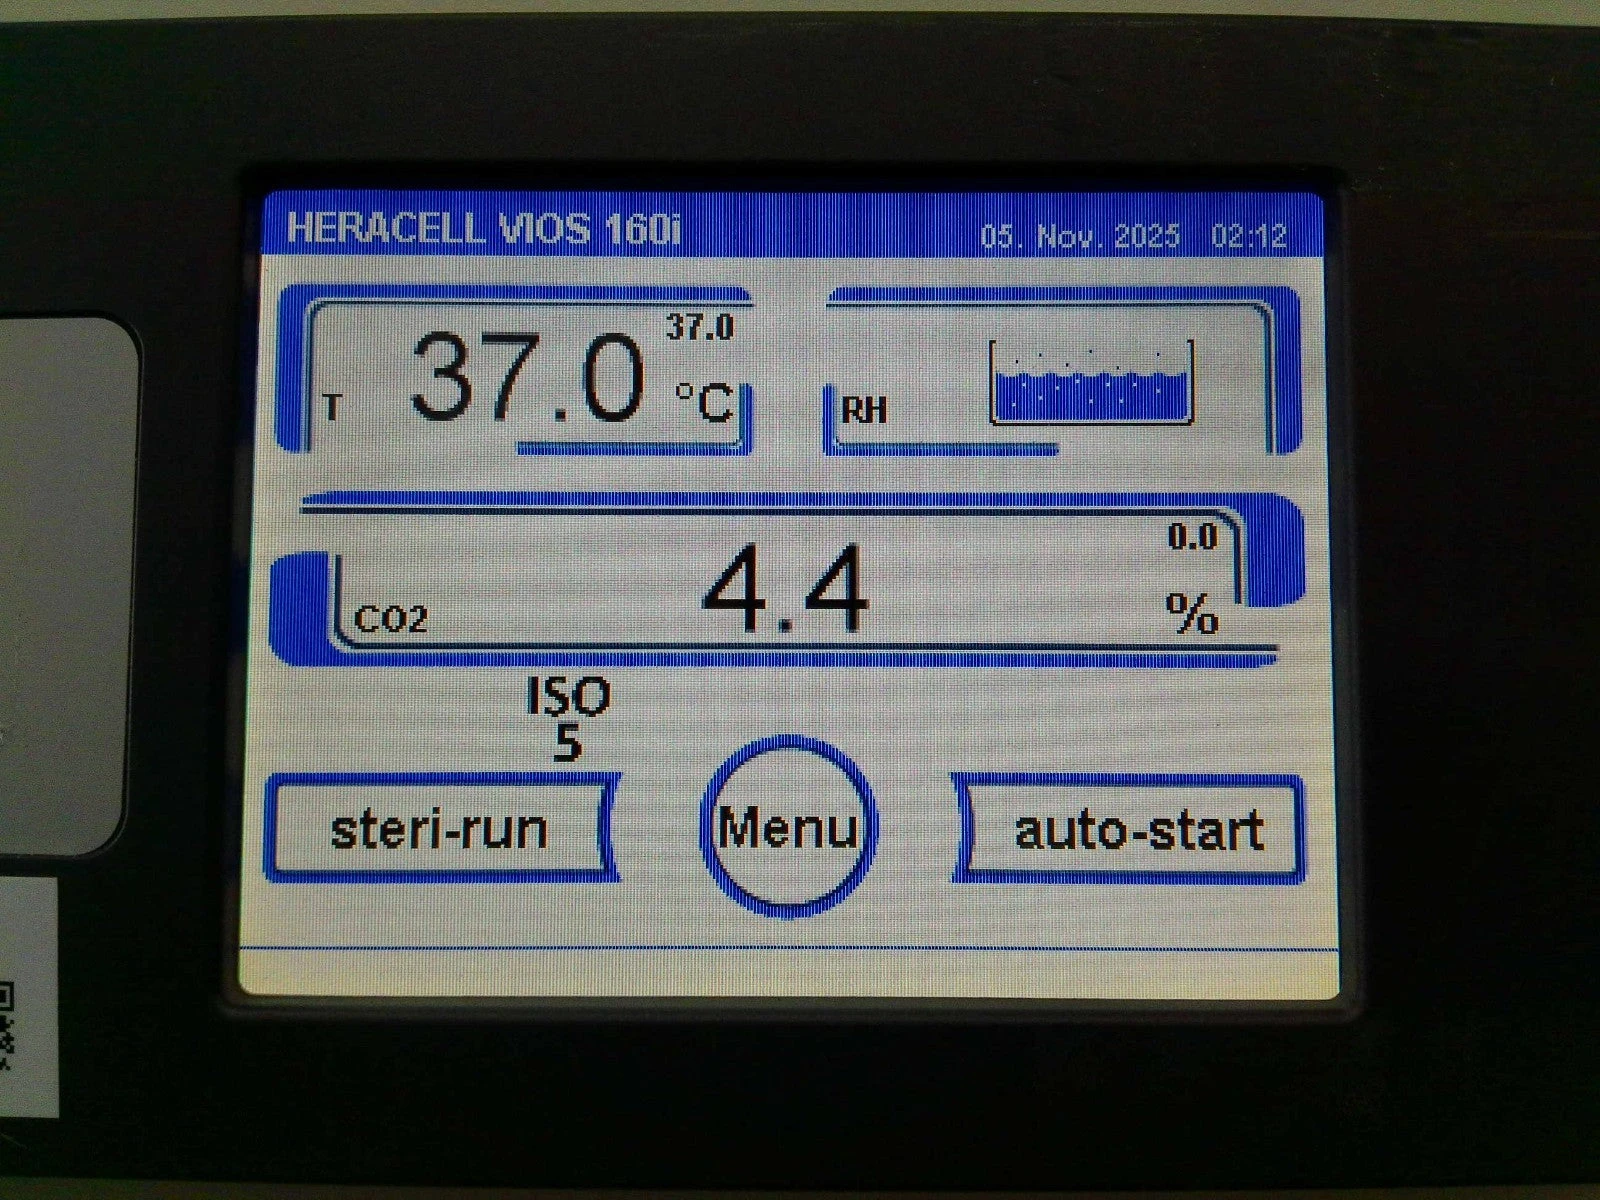 HERACELL VIOS 160i
05. Nov. 2025 02:12
37.0
T 37.0 °C
RH
0.0
CO2 4.4 %
ISO
5
steri-run
Menu
auto-start